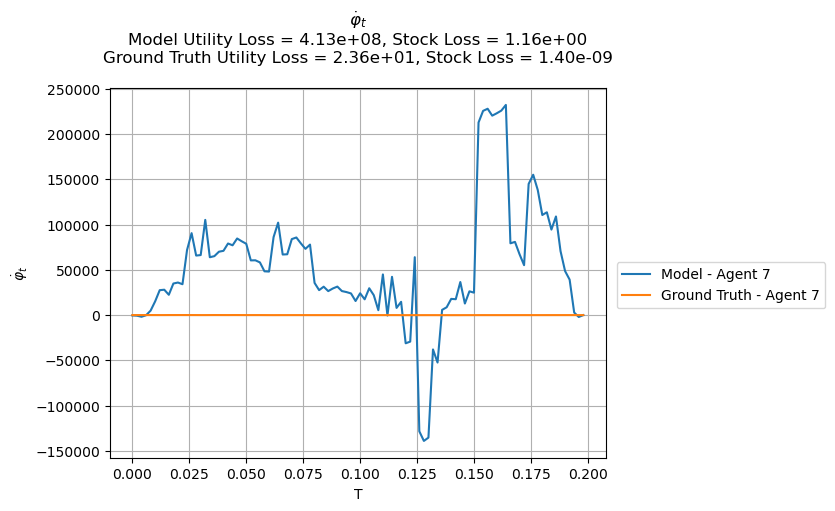 φ̇ₜ
Model Utility Loss = 4.13e+08, Stock Loss = 1.16e+00
Ground Truth Utility Loss = 2.36e+01, Stock Loss = 1.40e-09
250000
200000
150000
100000
50000
0
−50000
−100000
−150000
φ̇ₜ
0.000 0.025 0.050 0.075 0.100 0.125 0.150 0.175 0.200
T
Model - Agent 7
Ground Truth - Agent 7